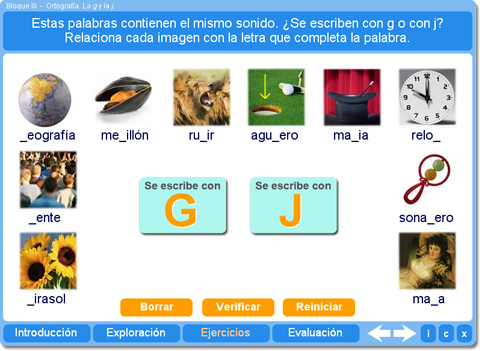 Bloque III - Ortografía. La g y la j.
Estas palabras contienen el mismo sonido. ¿Se escriben con g o con j?
Relaciona cada imagen con la letra que completa la palabra.
_eografía me_illón ru_ir agu_ero ma_ia relo_
Se escribe con Se escribe con
G J
_ente sona_ero
_irasol ma_a
Borrar Verificar Reiniciar
Introducción Exploración Ejercicios Evaluación i c x